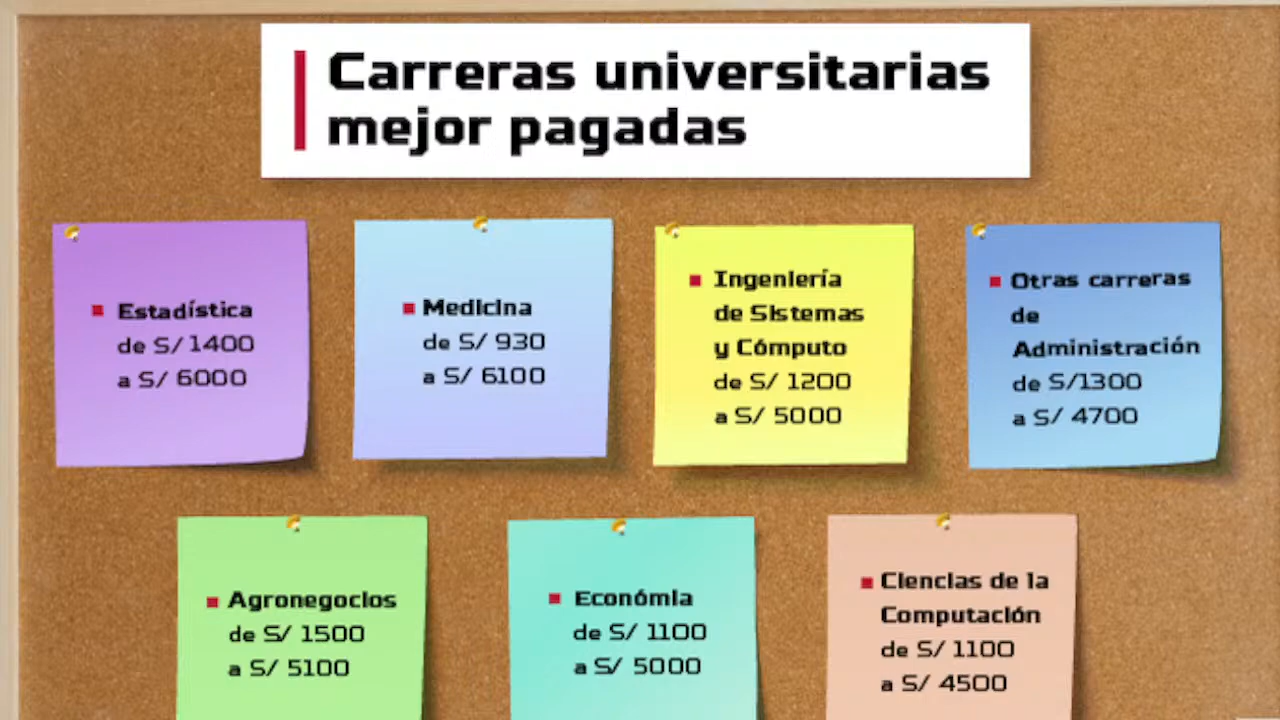 Carreras universitarias
mejor pagadas
Estadística
de S/ 1400
a S/ 6000
Medicina
de S/ 930
a S/ 6100
Ingeniería
de Sistemas
y Cómputo
de S/ 1200
a S/ 5000
Otras carreras
de
Administración
de S/1300
a S/ 4700
Agronegocios
de S/ 1500
a S/ 5100
Económia
de S/ 1100
a S/ 5000
Ciencias de la
Computación
de S/ 1100
a S/ 4500